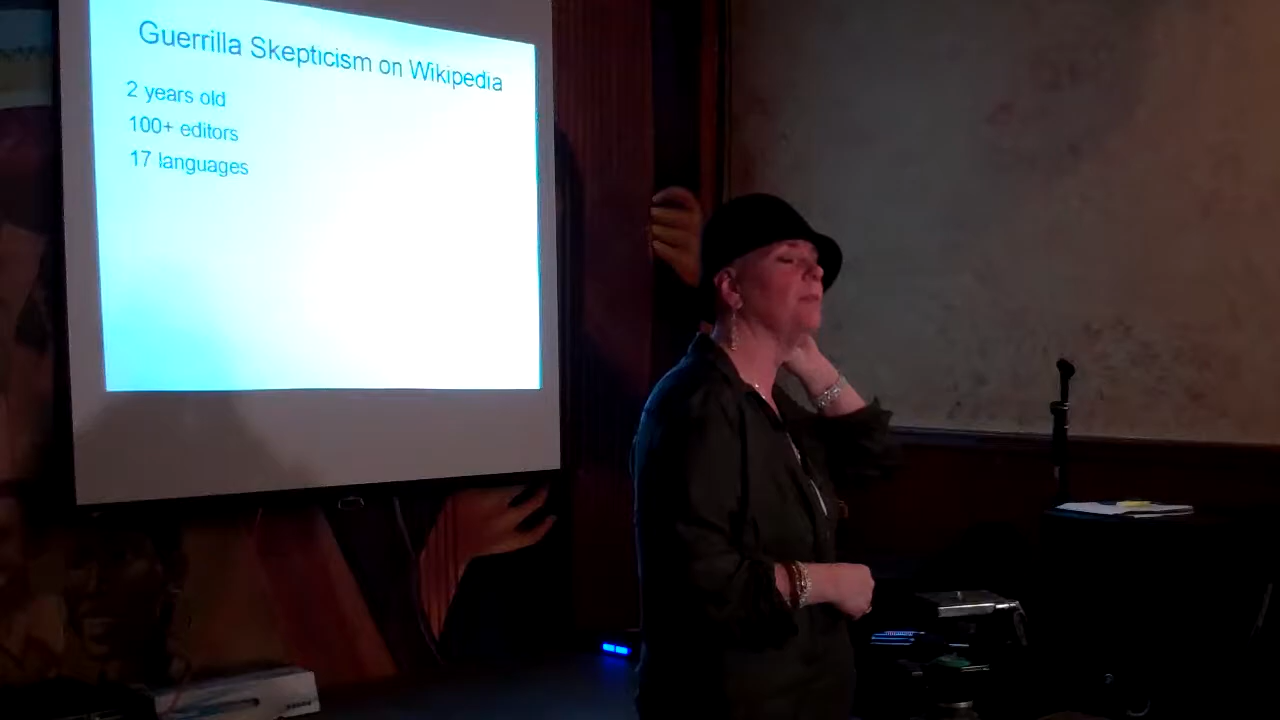 Guerrilla Skepticism on Wikipedia
2 years old
100+ editors
17 languages